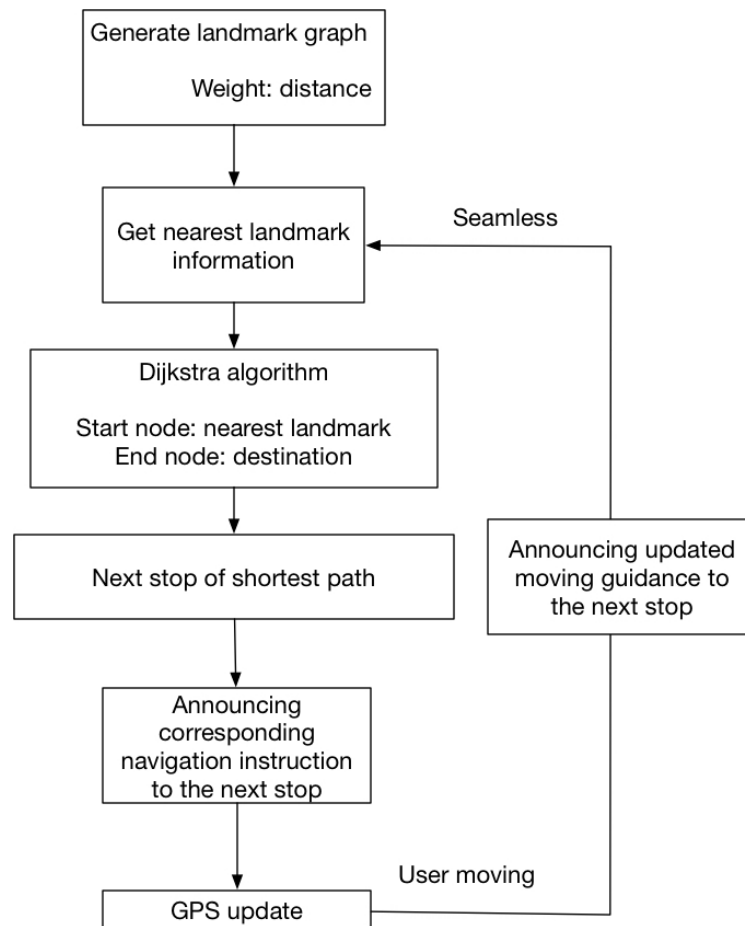 Generate landmark graph
Weight: distance
Get nearest landmark
information
Seamless
Dijkstra algorithm
Start node: nearest landmark
End node: destination
Next stop of shortest path
Announcing updated
moving guidance to
the next stop
Announcing
corresponding
navigation instruction
to the next stop
User moving
GPS update